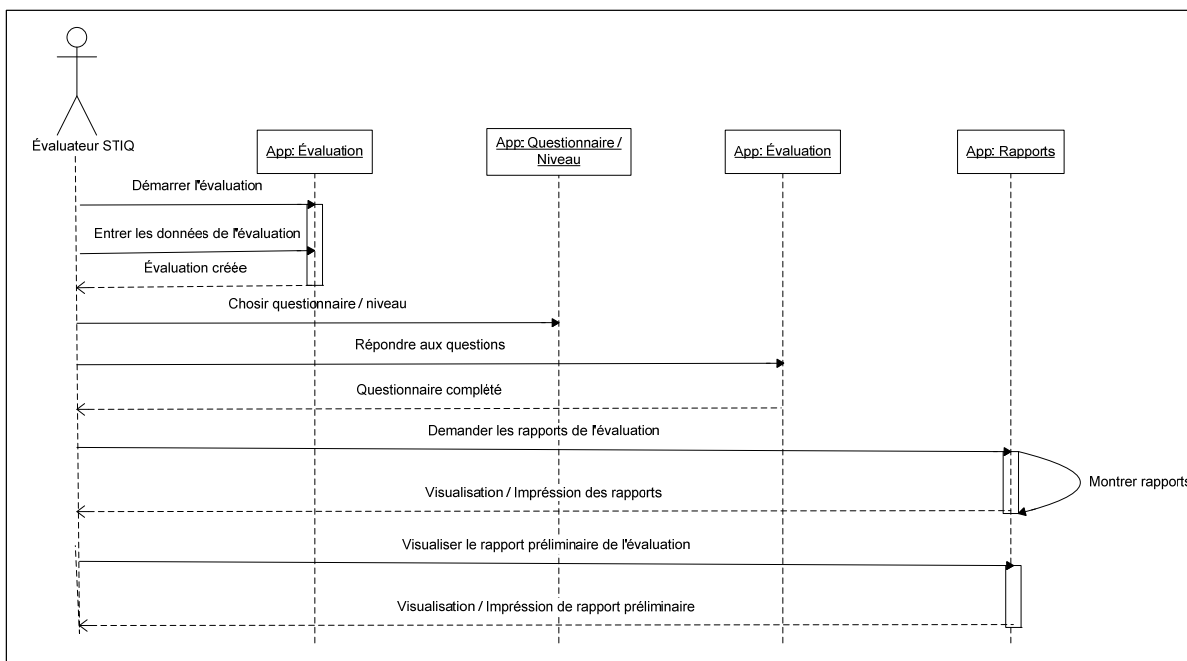 Évaluateur STIQ
App: Évaluation
App: Questionnaire /
Niveau
App: Évaluation
App: Rapports
Démarrer l'évaluation
Entrer les données de l'évaluation
Évaluation créée
Chosir questionnaire / niveau
Répondre aux questions
Questionnaire complété
Demander les rapports de l'évaluation
Montrer rapports
Visualisation / Impréssion des rapports
Visualiser le rapport préliminaire de l'évaluation
Visualisation / Impréssion de rapport préliminaire